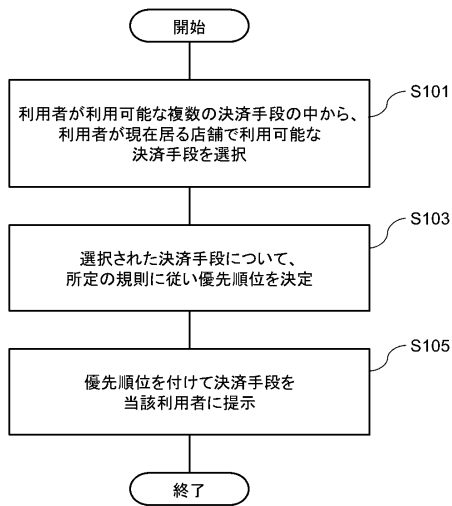 開始
S101
利用者が利用可能な複数の決済手段の中から、
利用者が現在居る店舗で利用可能な
決済手段を選択
S103
選択された決済手段について、
所定の規則に従い優先順位を決定
S105
優先順位を付けて決済手段を
当該利用者に提示
終了